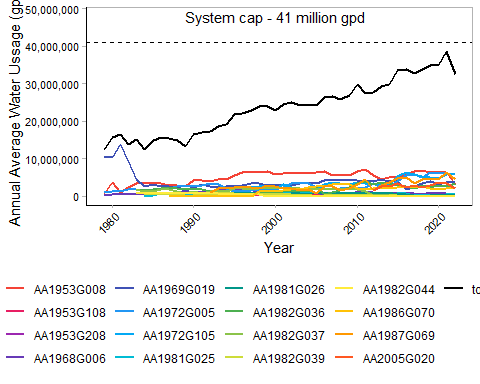 System cap - 41 million gpd
Annual Average Water Ussage (gp
50,000,000
40,000,000
30,000,000
20,000,000
10,000,000
0
1980 1990 2000 2010 2020
Year
AA1953G008 AA1969G019 AA1981G026 AA1982G044 to
AA1953G108 AA1972G005 AA1982G036 AA1986G070
AA1953G208 AA1972G105 AA1982G037 AA1987G069
AA1968G006 AA1981G025 AA1982G039 AA2005G020